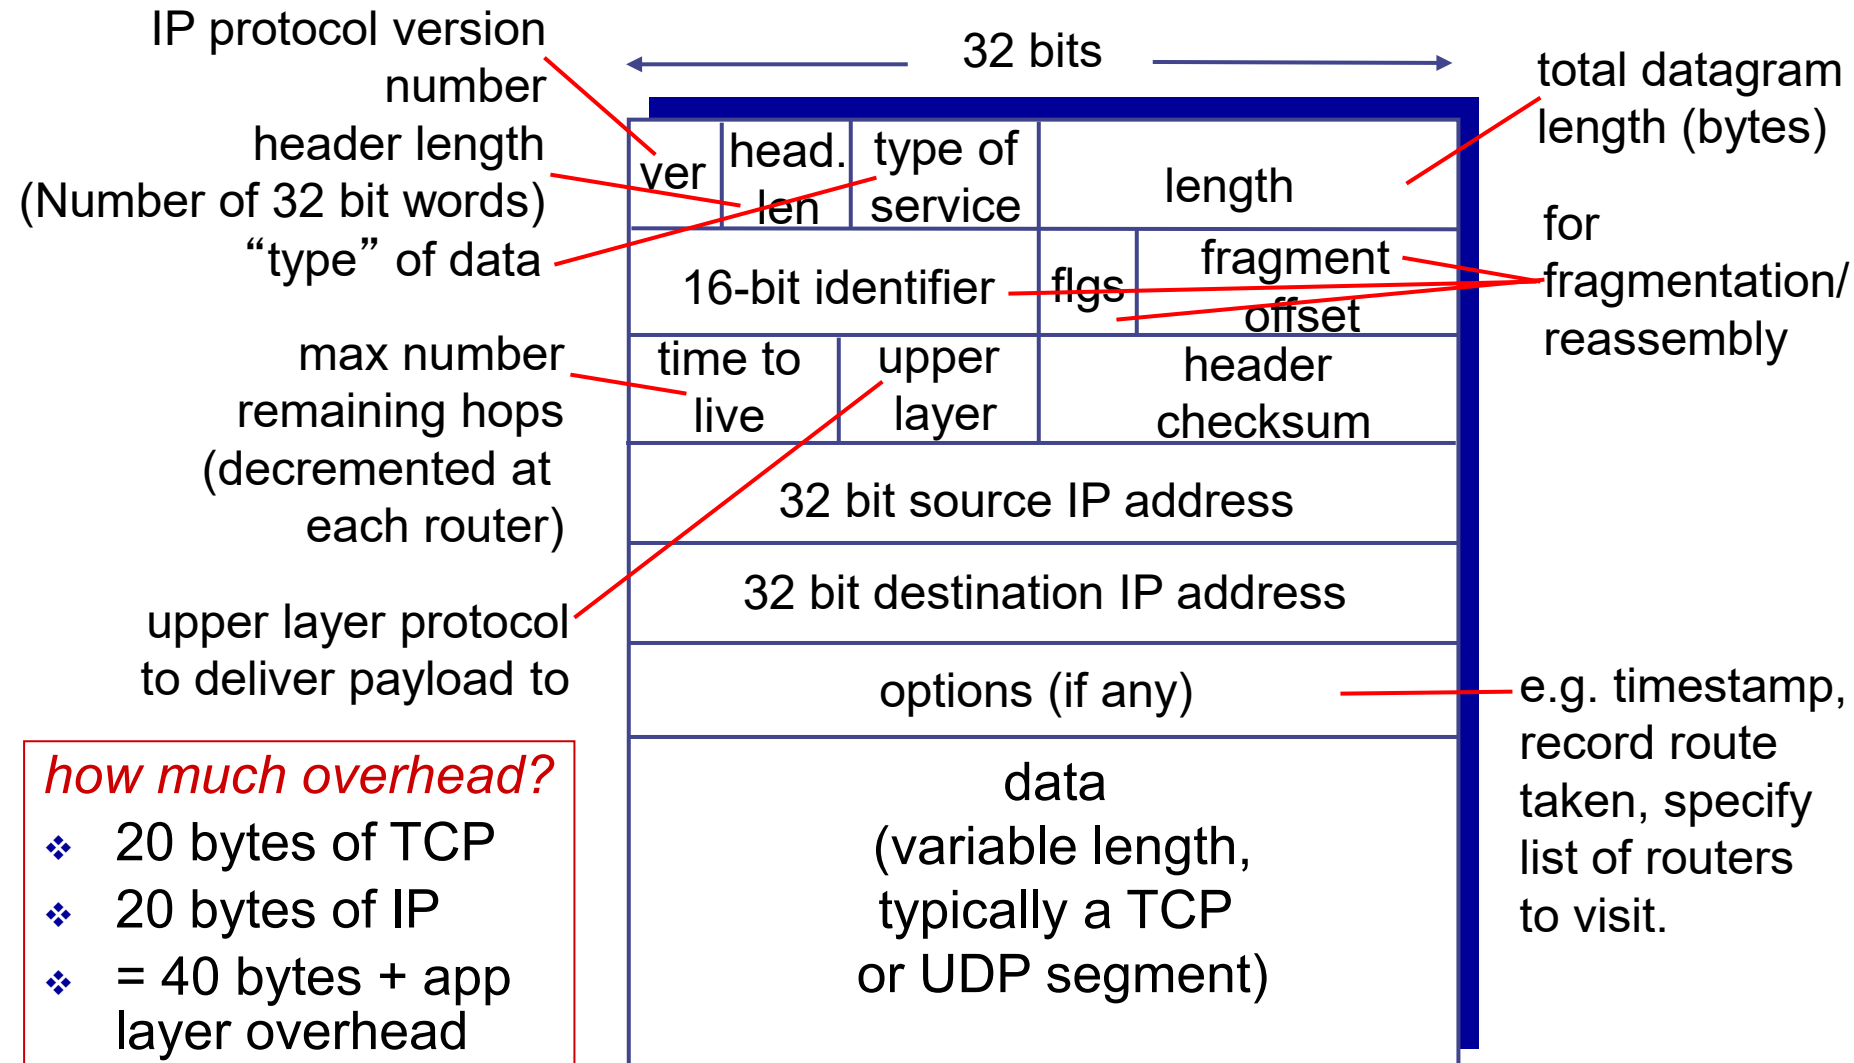 IP protocol version
number
header length
(Number of 32 bit words)
“type” of data
max number
remaining hops
(decremented at
each router)
upper layer protocol
to deliver payload to
how much overhead?
❖ 20 bytes of TCP
❖ 20 bytes of IP
❖ = 40 bytes + app
layer overhead
32 bits
ver
head.
len
type of
service
length
16-bit identifier
flgs
fragment
offset
time to
live
upper
layer
header
checksum
32 bit source IP address
32 bit destination IP address
options (if any)
data
(variable length,
typically a TCP
or UDP segment)
total datagram
length (bytes)
for
fragmentation/
reassembly
e.g. timestamp,
record route
taken, specify
list of routers
to visit.